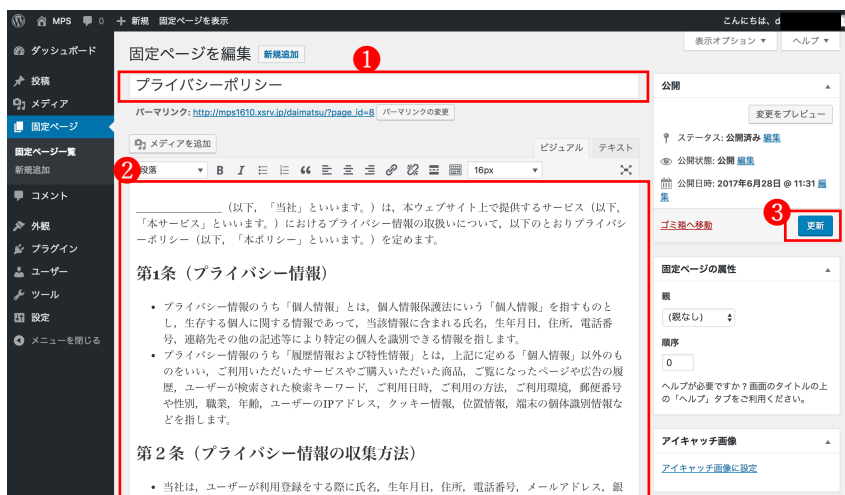 MPS 0 新規 固定ページを表示 こんにちは、d
ダッシュボード
投稿
メディア
固定ページ
固定ページ一覧
新規追加
コメント
外観
プラグイン
ユーザー
ツール
設定
メニューを閉じる
表示オプション ▼ ヘルプ ▼
固定ページを編集 新規追加
1
プライバシーポリシー
パーマリンク: http://mps1610.xsrv.jp/daimatsu/?page_id=8 パーマリンクの変更
メディアを追加
ビジュアル テキスト
2
段落 B I 16px
＿＿＿＿＿＿＿＿（以下，「当社」といいます。）は，本ウェブサイト上で提供するサービス（以下，
「本サービス」といいます。）におけるプライバシー情報の取扱いについて，以下のとおりプライバシ
ーポリシー（以下，「本ポリシー」といいます。）を定めます。
第1条（プライバシー情報）
• プライバシー情報のうち「個人情報」とは，個人情報保護法にいう「個人情報」を指すものと
し，生存する個人に関する情報であって，当該情報に含まれる氏名，生年月日，住所，電話番
号，連絡先その他の記述等により特定の個人を識別できる情報を指します。
• プライバシー情報のうち「履歴情報および特性情報」とは，上記に定める「個人情報」以外のも
のをいい，ご利用いただいたサービスやご購入いただいた商品，ご覧になったページや広告の履
歴，ユーザーが検索された検索キーワード，ご利用日時，ご利用の方法，ご利用環境，郵便番号
や性別，職業，年齢，ユーザーのIPアドレス，クッキー情報，位置情報，端末の個体識別情報な
どを指します。
第２条（プライバシー情報の収集方法）
• 当社は，ユーザーが利用登録をする際に氏名，生年月日，住所，電話番号，メールアドレス，銀
公開
変更をプレビュー
ステータス: 公開済み 編集
公開状態: 公開 編集
公開日時: 2017年6月28日 @ 11:31 編
集
3
ゴミ箱へ移動 更新
固定ページの属性
親
(親なし)
順序
0
ヘルプが必要ですか ? 画面のタイトルの上
の「ヘルプ」タブをご利用ください。
アイキャッチ画像
アイキャッチ画像に設定